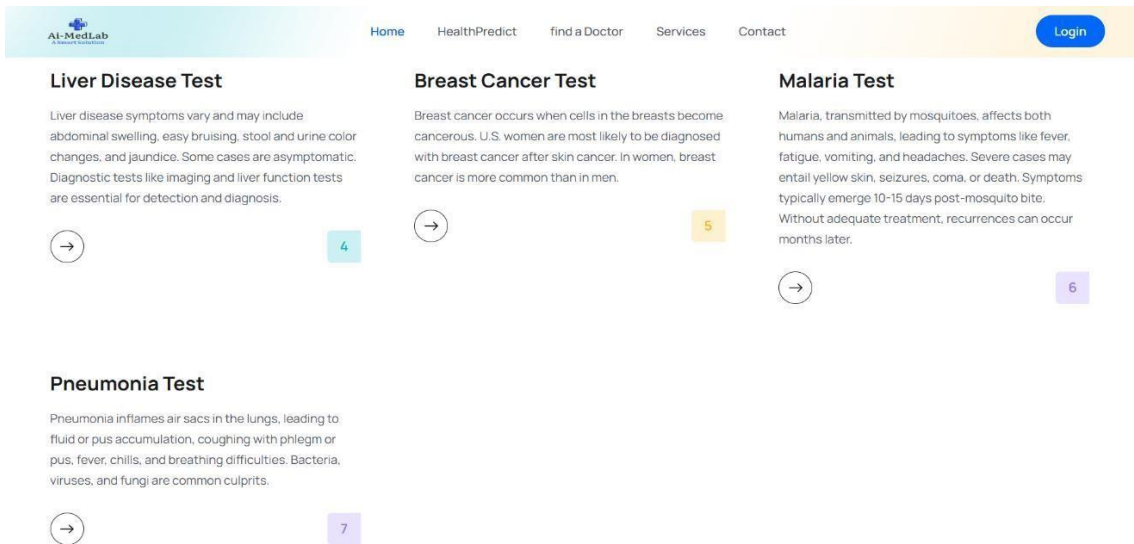 Ai-MedLab
A Smart Solution
Home HealthPredict find a Doctor Services Contact Login
Liver Disease Test
Liver disease symptoms vary and may include
abdominal swelling, easy bruising, stool and urine color
changes, and jaundice. Some cases are asymptomatic.
Diagnostic tests like imaging and liver function tests
are essential for detection and diagnosis.
4
Breast Cancer Test
Breast cancer occurs when cells in the breasts become
cancerous. U.S. women are most likely to be diagnosed
with breast cancer after skin cancer. In women, breast
cancer is more common than in men.
5
Malaria Test
Malaria, transmitted by mosquitoes, affects both
humans and animals, leading to symptoms like fever,
fatigue, vomiting, and headaches. Severe cases may
entail yellow skin, seizures, coma, or death. Symptoms
typically emerge 10-15 days post-mosquito bite.
Without adequate treatment, recurrences can occur
months later.
6
Pneumonia Test
Pneumonia inflames air sacs in the lungs, leading to
fluid or pus accumulation, coughing with phlegm or
pus, fever, chills, and breathing difficulties. Bacteria,
viruses, and fungi are common culprits.
7